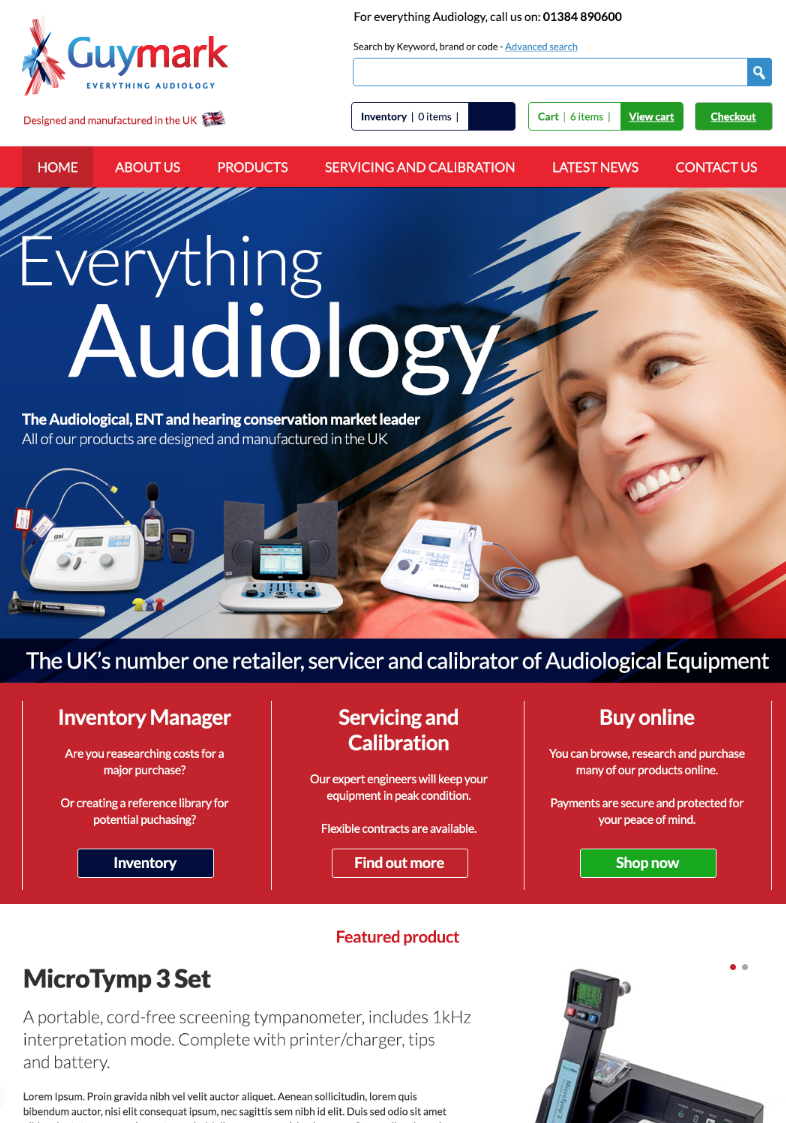 For everything Audiology, call us on: 01384 890600
Guymark
EVERYTHING AUDIOLOGY
Search by Keyword, brand or code - Advanced search
Designed and manufactured in the UK
Inventory | 0 items |
Cart | 6 items | View cart
Checkout
HOME ABOUT US PRODUCTS SERVICING AND CALIBRATION LATEST NEWS CONTACT US
Everything
Audiology
The Audiological, ENT and hearing conservation market leader
All of our products are designed and manufactured in the UK
gsi
The UK's number one retailer, servicer and calibrator of Audiological Equipment
Inventory Manager
Are you reasearching costs for a
major purchase?
Or creating a reference library for
potential puchasing?
Inventory
Servicing and
Calibration
Our expert engineers will keep your
equipment in peak condition.
Flexible contracts are available.
Find out more
Buy online
You can browse, research and purchase
many of our products online.
Payments are secure and protected for
your peace of mind.
Shop now
Featured product
MicroTymp 3 Set
A portable, cord-free screening tympanometer, includes 1kHz
interpretation mode. Complete with printer/charger, tips
and battery.
Lorem Ipsum. Proin gravida nibh vel velit auctor aliquet. Aenean sollicitudin, lorem quis
bibendum auctor, nisi elit consequat ipsum, nec sagittis sem nibh id elit. Duis sed odio sit amet
MicroTymp 3